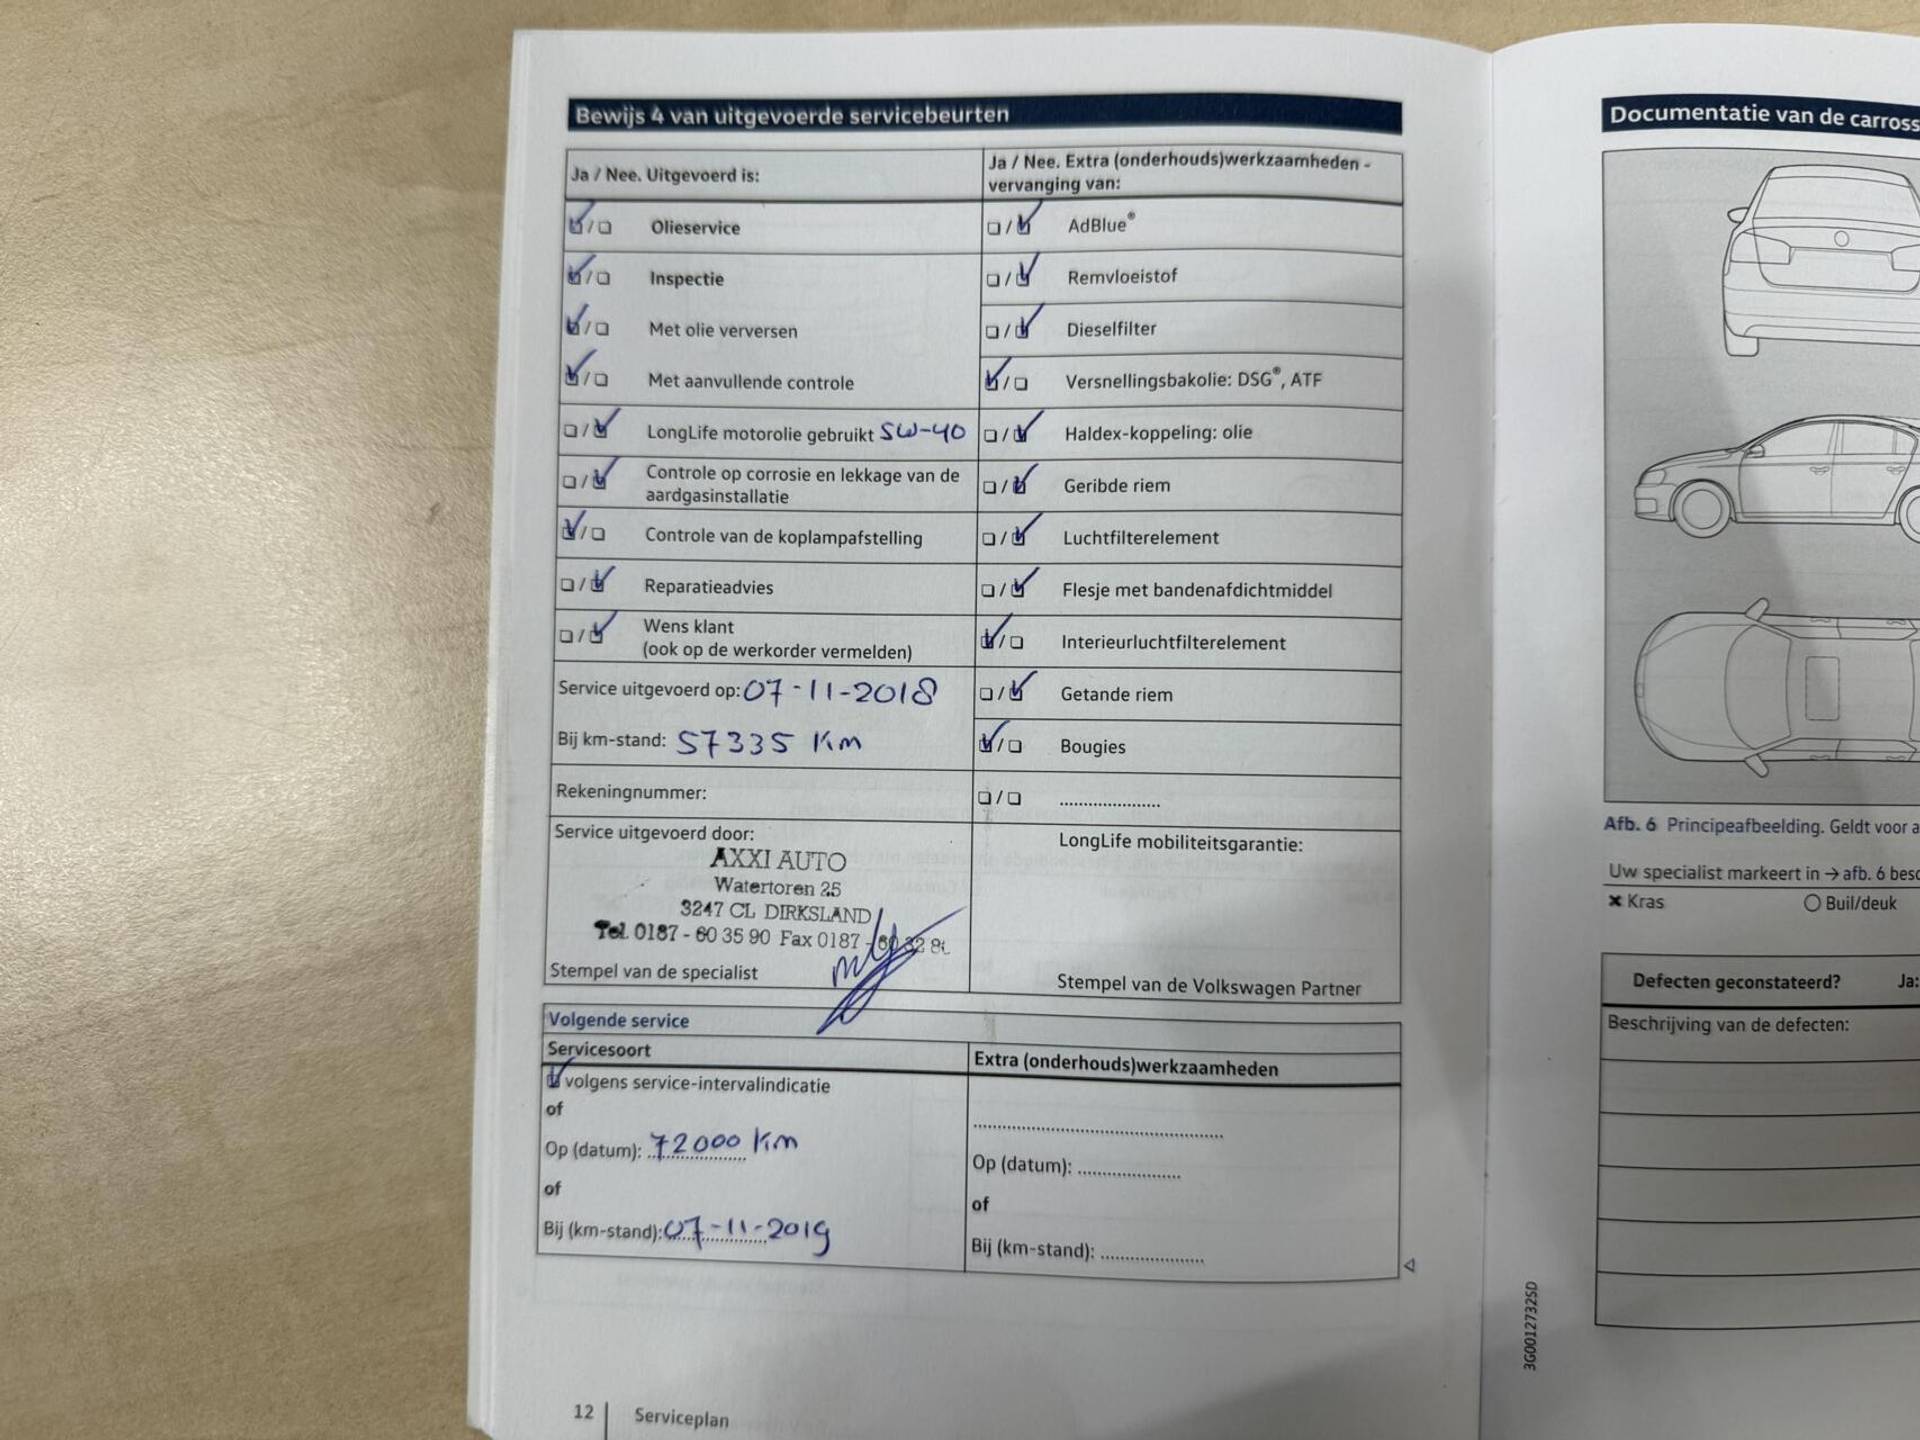 Bewijs 4 van uitgevoerde servicebeurten
Ja / Nee. Uitgevoerd is:
Olieservice
Inspectie
Met olie verversen
Met aanvullende controle
LongLife motorolie gebruikt 5W-40
Controle op corrosie en lekkage van de
aardgasinstallatie
Controle van de koplampafstelling
Reparatieadvies
Wens klant
(ook op de werkorder vermelden)
Service uitgevoerd op: 07-11-2018
Bij km-stand: 57335 Km
Rekeningnummer:
Service uitgevoerd door:
AXXI AUTO
Watertoren 25
3247 CL DIRKSLAND
Tel. 0187 - 60 35 90 Fax 0187 - 60 32 8
Stempel van de specialist
Ja / Nee. Extra (onderhouds)werkzaamheden -
vervanging van:
AdBlue®
Remvloeistof
Dieselfilter
Versnellingsbakolie: DSG®, ATF
Haldex-koppeling: olie
Geribde riem
Luchtfilterelement
Flesje met bandenafdichtmiddel
Interieurluchtfilterelement
Getande riem
Bougies
LongLife mobiliteitsgarantie:
Stempel van de Volkswagen Partner
Volgende service
Servicesoort
volgens service-intervalindicatie
of
Op (datum): 72000 Km
of
Bij (km-stand): 07-11-2019
Extra (onderhouds)werkzaamheden
Op (datum):
of
Bij (km-stand):
12
Serviceplan
Documentatie van de carross
Afb. 6 Principeafbeelding. Geldt voor a
Uw specialist markeert in → afb. 6 besc
× Kras
Buil/deuk
Defecten geconstateerd?
Ja:
Beschrijving van de defecten:
3G0012732SD